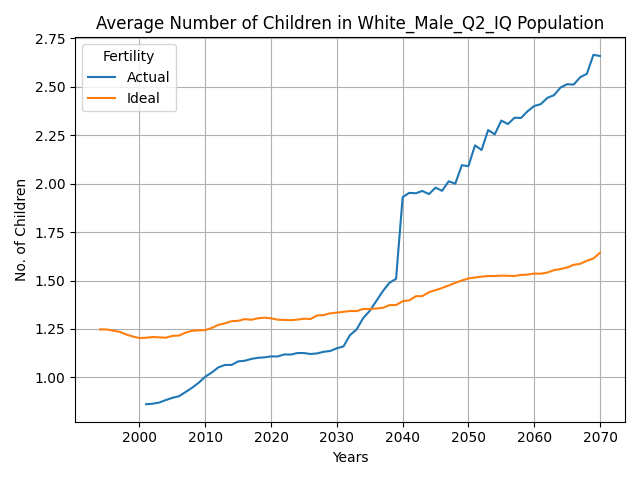 Average Number of Children in White_Male_Q2_IQ Population
2.75
2.50
2.25
2.00
1.75
1.50
1.25
1.00
No. of Children
Fertility
Actual
Ideal
2000 2010 2020 2030 2040 2050 2060 2070
Years